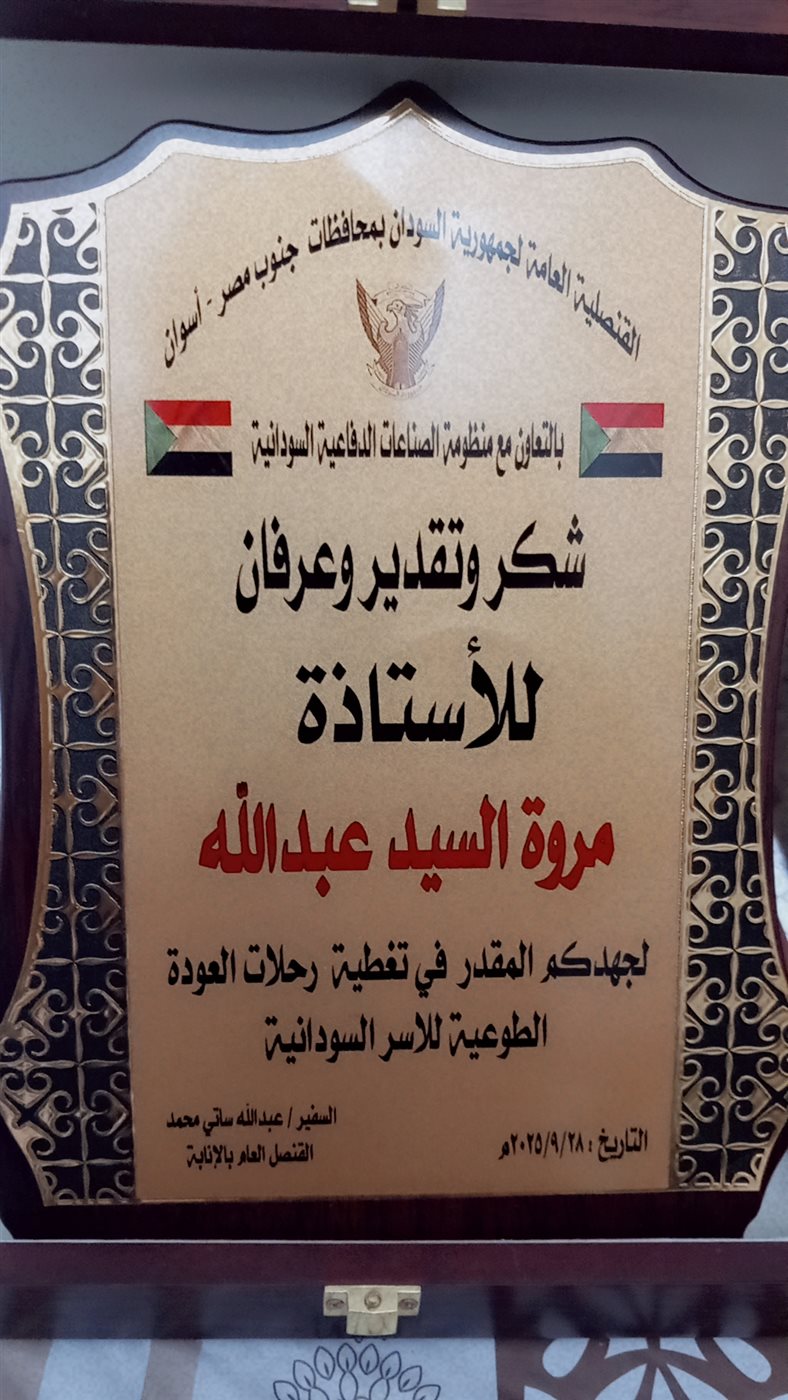 القنصلية العامة لجمهورية السودان بمحافظات جنوب مصر - أسوان
بالتعاون مع منظومة الصناعات الدفاعية السودانية
شكر وتقدير وعرفان
للأستاذة
مروة السيد عبدالله
لجهدكم المقدر في تغطية رحلات العودة
الطوعية للاسر السودانية
التاريخ : ٢٠٢٥/٩/٢٨م
السفير / عبدالله ساتي محمد
القنصل العام بالإنابة